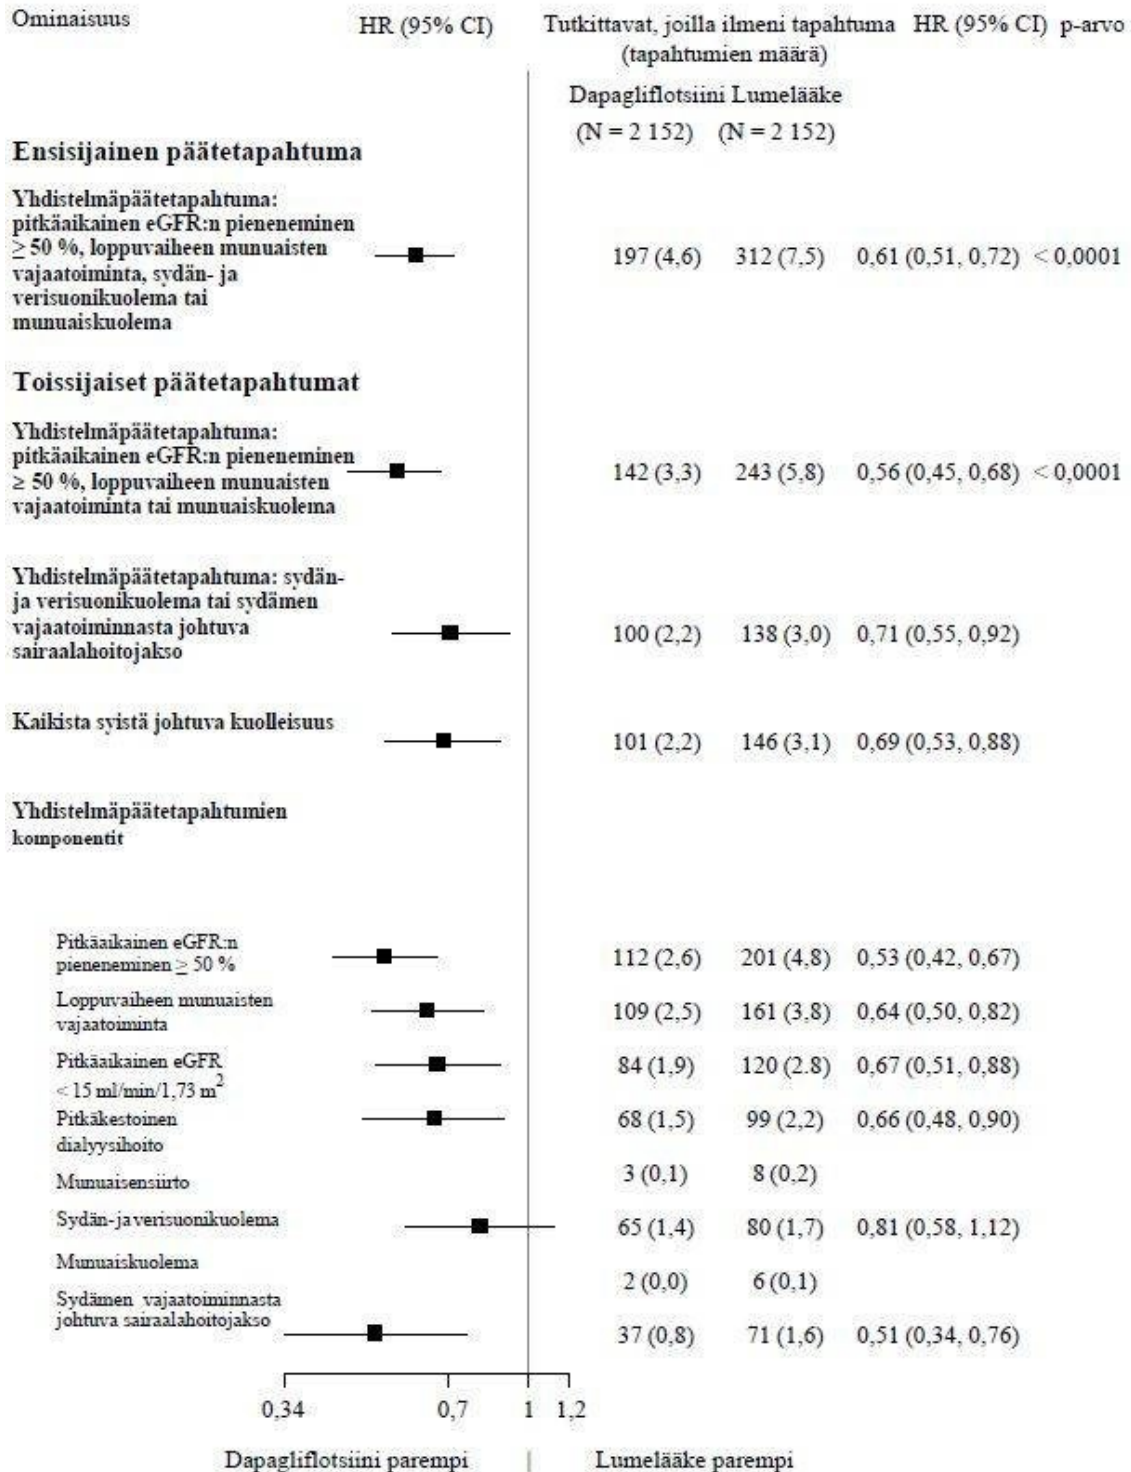 Ominaisuus HR (95% CI) Tutkittavat, joilla ilmeni tapahtuma HR (95% CI) p-arvo
(tapahtumien määrä)
Dapagliflotsiini Lumelääke
(N = 2 152) (N = 2 152)
Ensisijainen päätetapahtuma
Yhdistelmäpäätetapahtuma:
pitkäaikainen eGFR:n pieneneminen
≥ 50 %, loppuvaiheen munuaisten
vajaatoiminta, sydän- ja
verisuonikuolema tai
munuaiskuolema
197 (4,6) 312 (7,5) 0,61 (0,51, 0,72) < 0,0001
Toissijaiset päätetapahtumat
Yhdistelmäpäätetapahtuma:
pitkäaikainen eGFR:n pieneneminen
≥ 50 %, loppuvaiheen munuaisten
vajaatoiminta tai munuaiskuolema
142 (3,3) 243 (5,8) 0,56 (0,45, 0,68) < 0,0001
Yhdistelmäpäätetapahtuma: sydän-
ja verisuonikuolema tai sydämen
vajaatoiminnasta johtuva
sairaalahoitojakso
100 (2,2) 138 (3,0) 0,71 (0,55, 0,92)
Kaikista syistä johtuva kuolleisuus
101 (2,2) 146 (3,1) 0,69 (0,53, 0,88)
Yhdistelmäpäätetapahtumien
komponentit
Pitkäaikainen eGFR:n
pieneneminen ≥ 50 %
112 (2,6) 201 (4,8) 0,53 (0,42, 0,67)
Loppuvaiheen munuaisten
vajaatoiminta
109 (2,5) 161 (3,8) 0,64 (0,50, 0,82)
Pitkäaikainen eGFR
< 15 ml/min/1,73 m²
84 (1,9) 120 (2.8) 0,67 (0,51, 0,88)
Pitkäkestoinen
dialyysihoito
68 (1,5) 99 (2,2) 0,66 (0,48, 0,90)
Munuaisensiirto
3 (0,1) 8 (0,2)
Sydän- ja verisuonikuolema
65 (1,4) 80 (1,7) 0,81 (0,58, 1,12)
Munuaiskuolema
2 (0,0) 6 (0,1)
Sydämen vajaatoiminnasta
johtuva sairaalahoitojakso
37 (0,8) 71 (1,6) 0,51 (0,34, 0,76)
0,34 0,7 1 1,2
Dapagliflotsiini parempi Lumelääke parempi